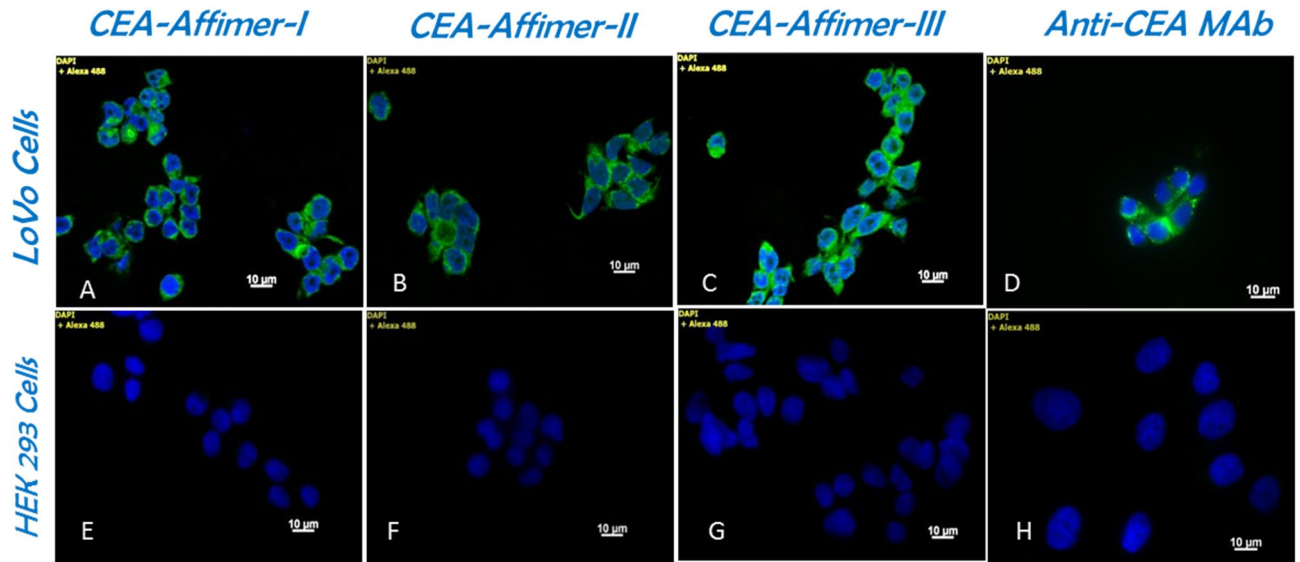 CEA-Affimer-I
CEA-Affimer-II
CEA-Affimer-III
Anti-CEA MAb
LoVo Cells
DAPI
+ Alexa 488
A
10 µm
DAPI
+ Alexa 488
B
10 µm
DAPI
+ Alexa 488
C
10 µm
DAPI
+ Alexa 488
D
10 µm
HEK 293 Cells
DAPI
+ Alexa 488
E
10 µm
DAPI
+ Alexa 488
F
10 µm
DAPI
+ Alexa 488
G
10 µm
DAPI
+ Alexa 488
H
10 µm